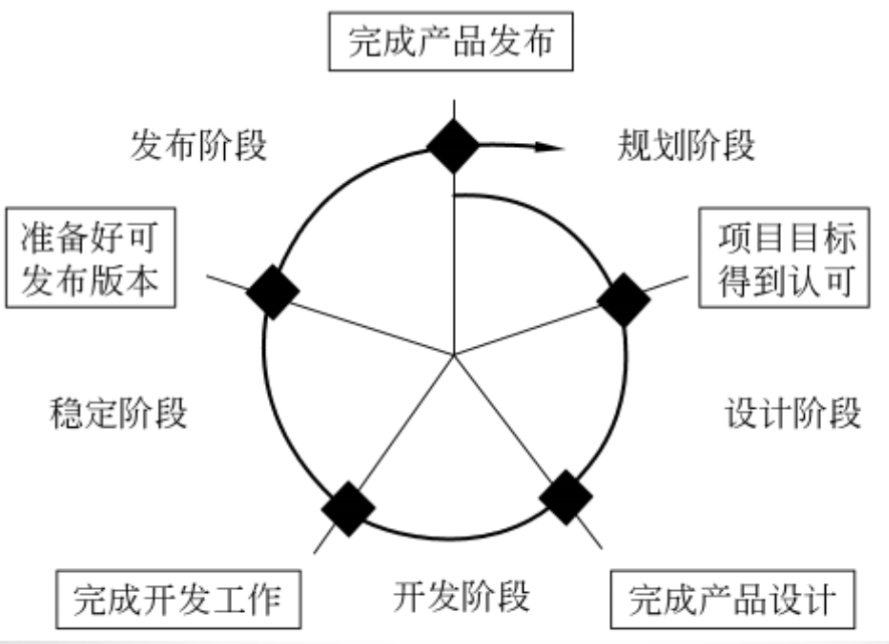 完成产品发布
发布阶段
规划阶段
准备好可
发布版本
项目目标
得到认可
稳定阶段
设计阶段
完成开发工作
开发阶段
完成产品设计